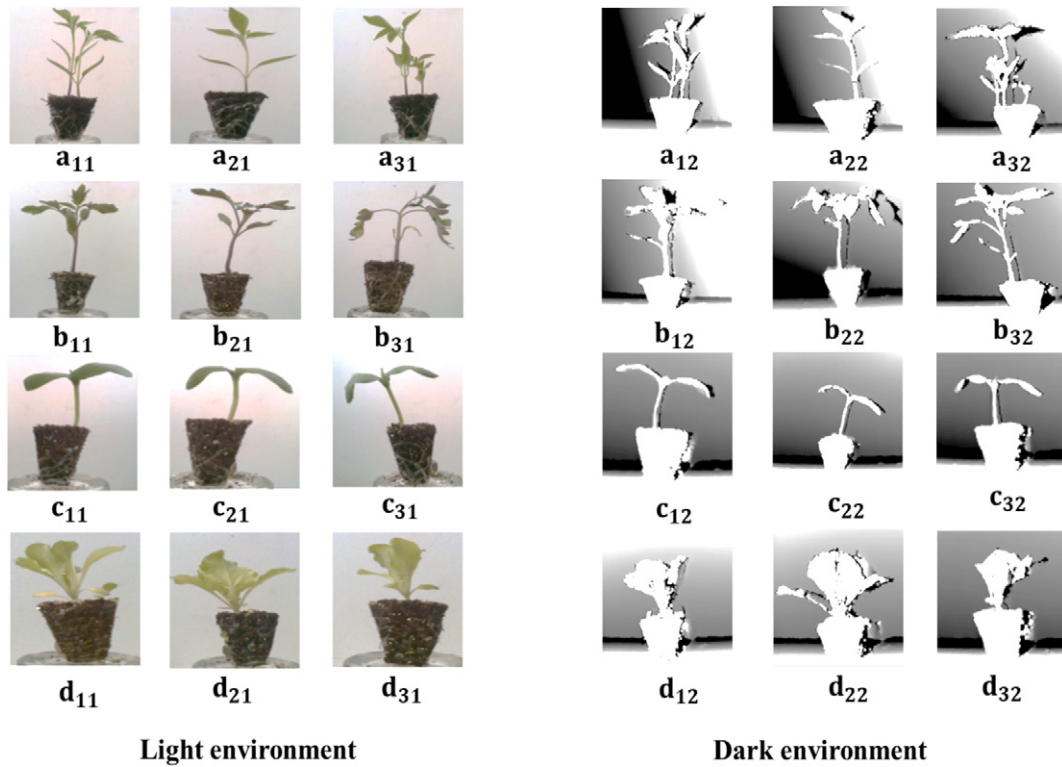 a₁₁ a₂₁ a₃₁ a₁₂ a₂₂ a₃₂
b₁₁ b₂₁ b₃₁ b₁₂ b₂₂ b₃₂
c₁₁ c₂₁ c₃₁ c₁₂ c₂₂ c₃₂
d₁₁ d₂₁ d₃₁ d₁₂ d₂₂ d₃₂
Light environment Dark environment